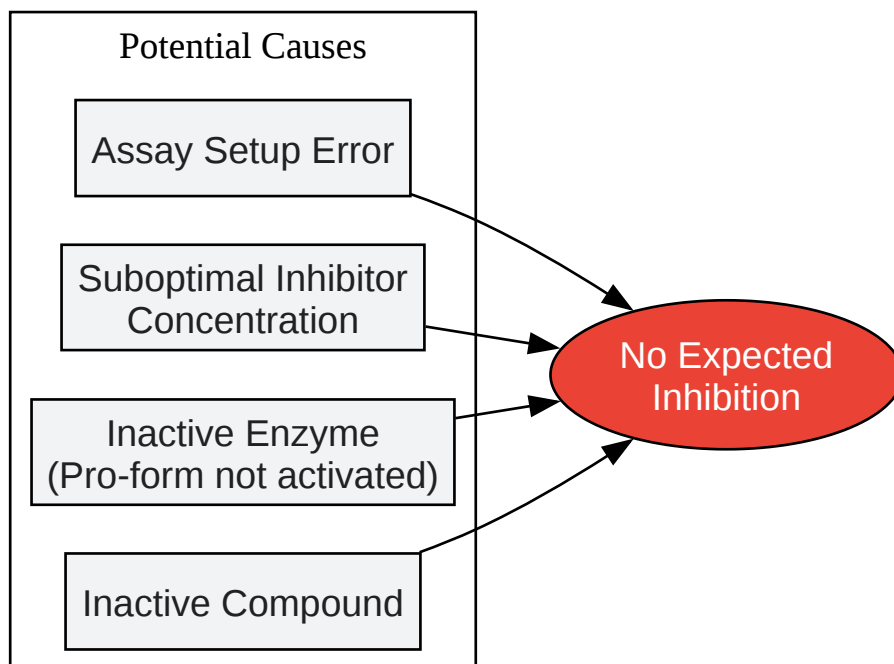 Potential Causes
Assay Setup Error
Suboptimal Inhibitor
Concentration
Inactive Enzyme
(Pro-form not activated)
Inactive Compound
No Expected
Inhibition